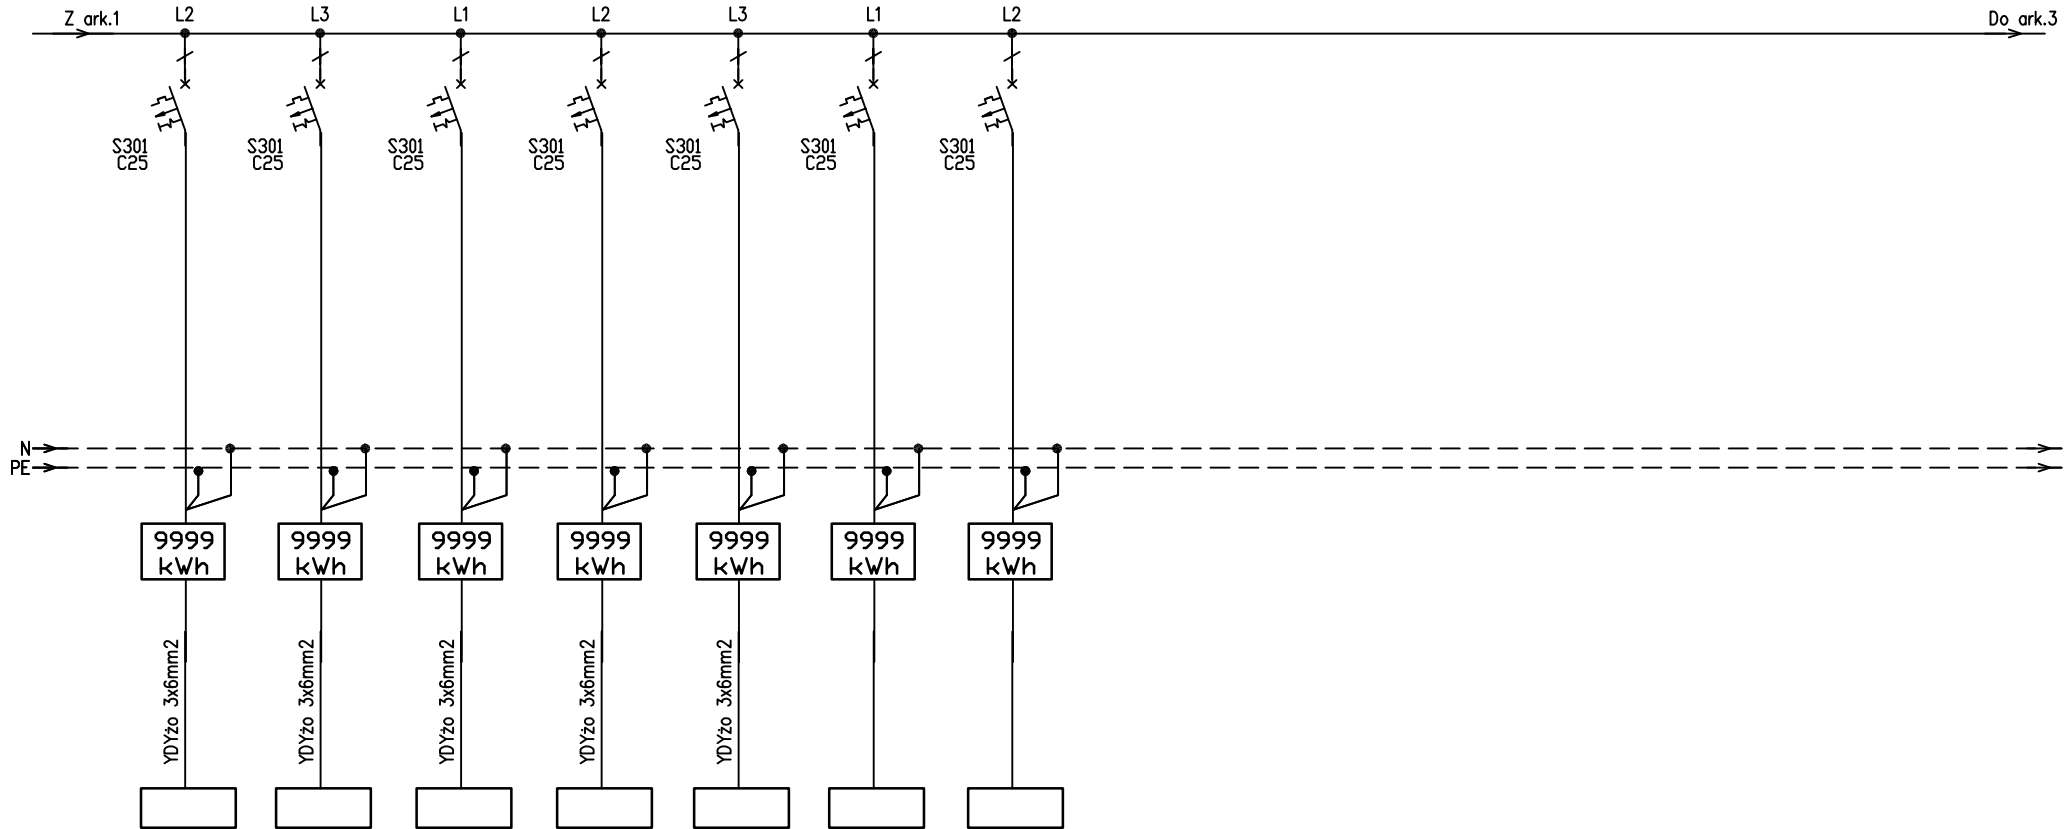 Z ark.1 L2 L3 L1 L2 L3 L1 L2 Do ark.3
S301 S301 S301 S301 S301 S301 S301
C25 C25 C25 C25 C25 C25 C25
N
PE
9999 9999 9999 9999 9999 9999 9999
kWh kWh kWh kWh kWh kWh kWh
YDYżo 3x6mm2
YDYżo 3x6mm2
YDYżo 3x6mm2
YDYżo 3x6mm2
YDYżo 3x6mm2